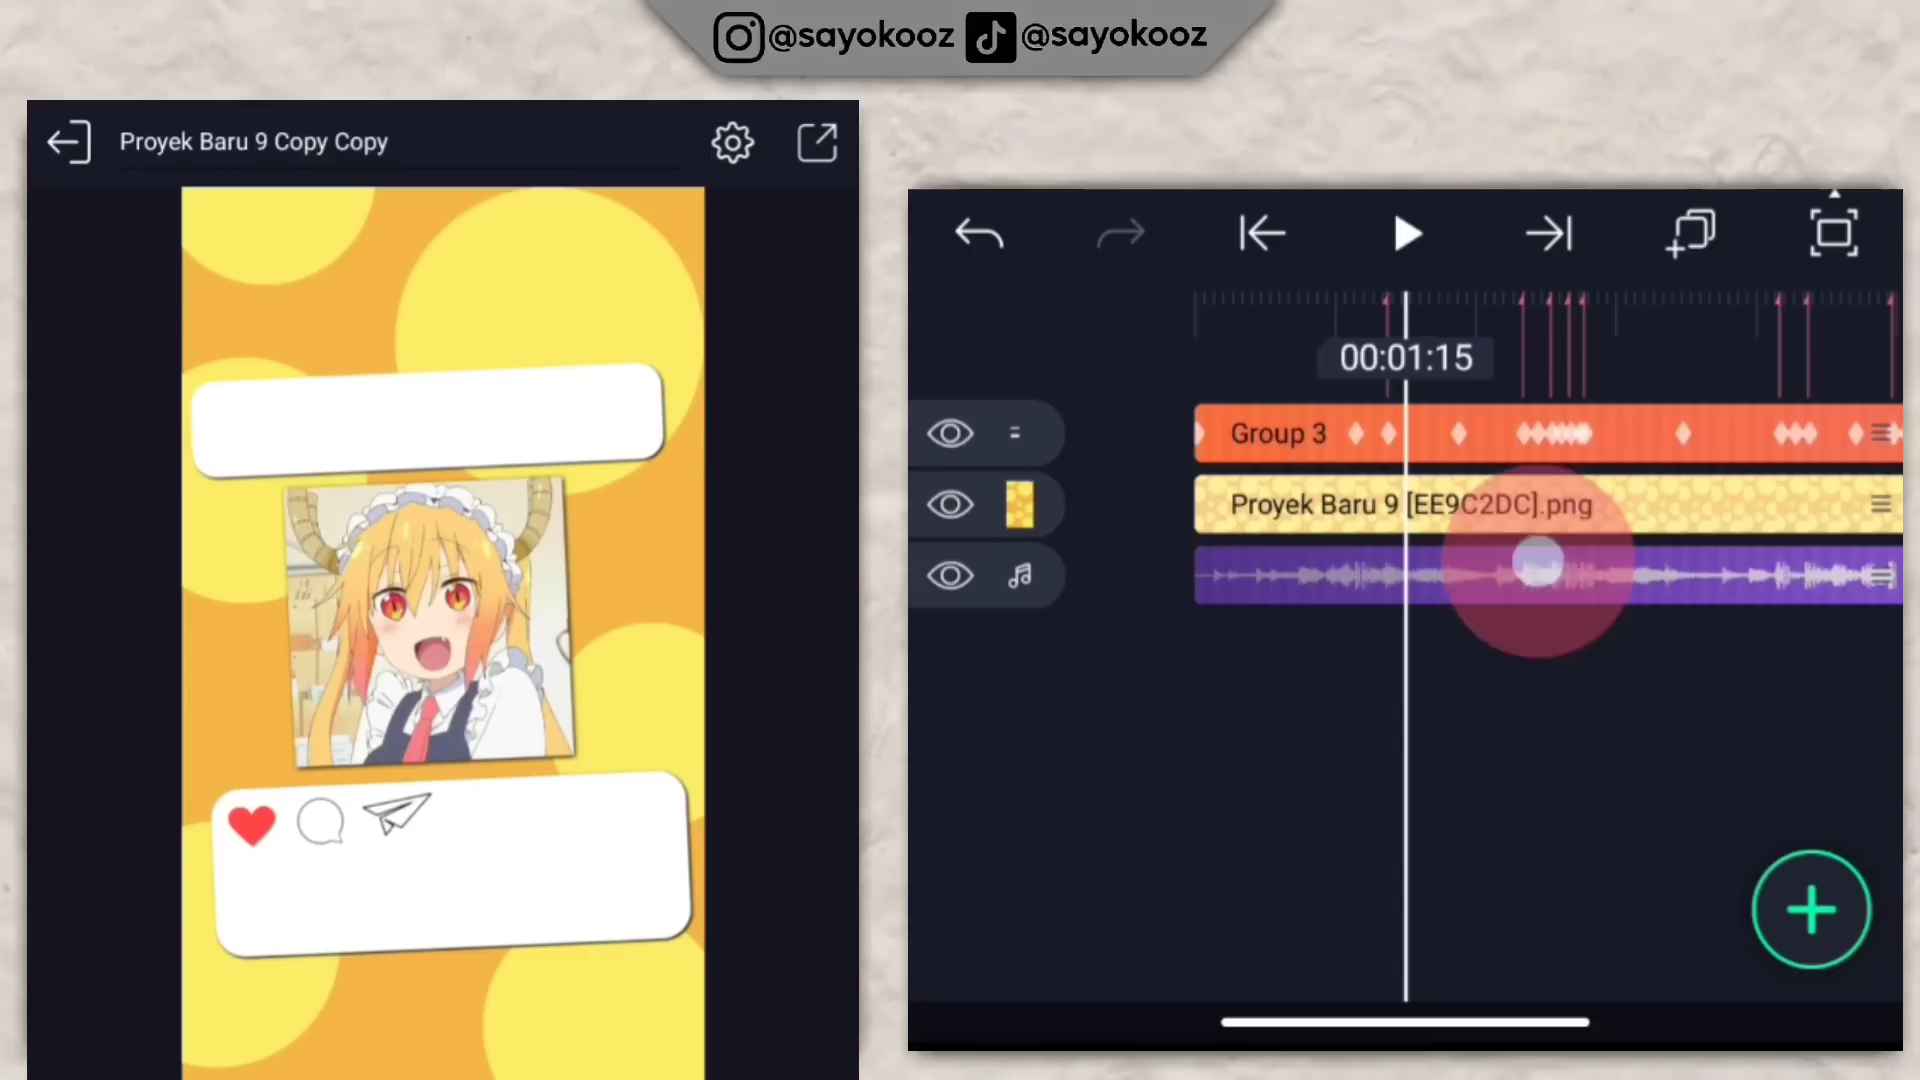 @sayokooz @sayokooz
Proyek Baru 9 Copy Copy
00:01:15
Group 3
Proyek Baru 9 [EE9C2DC].png